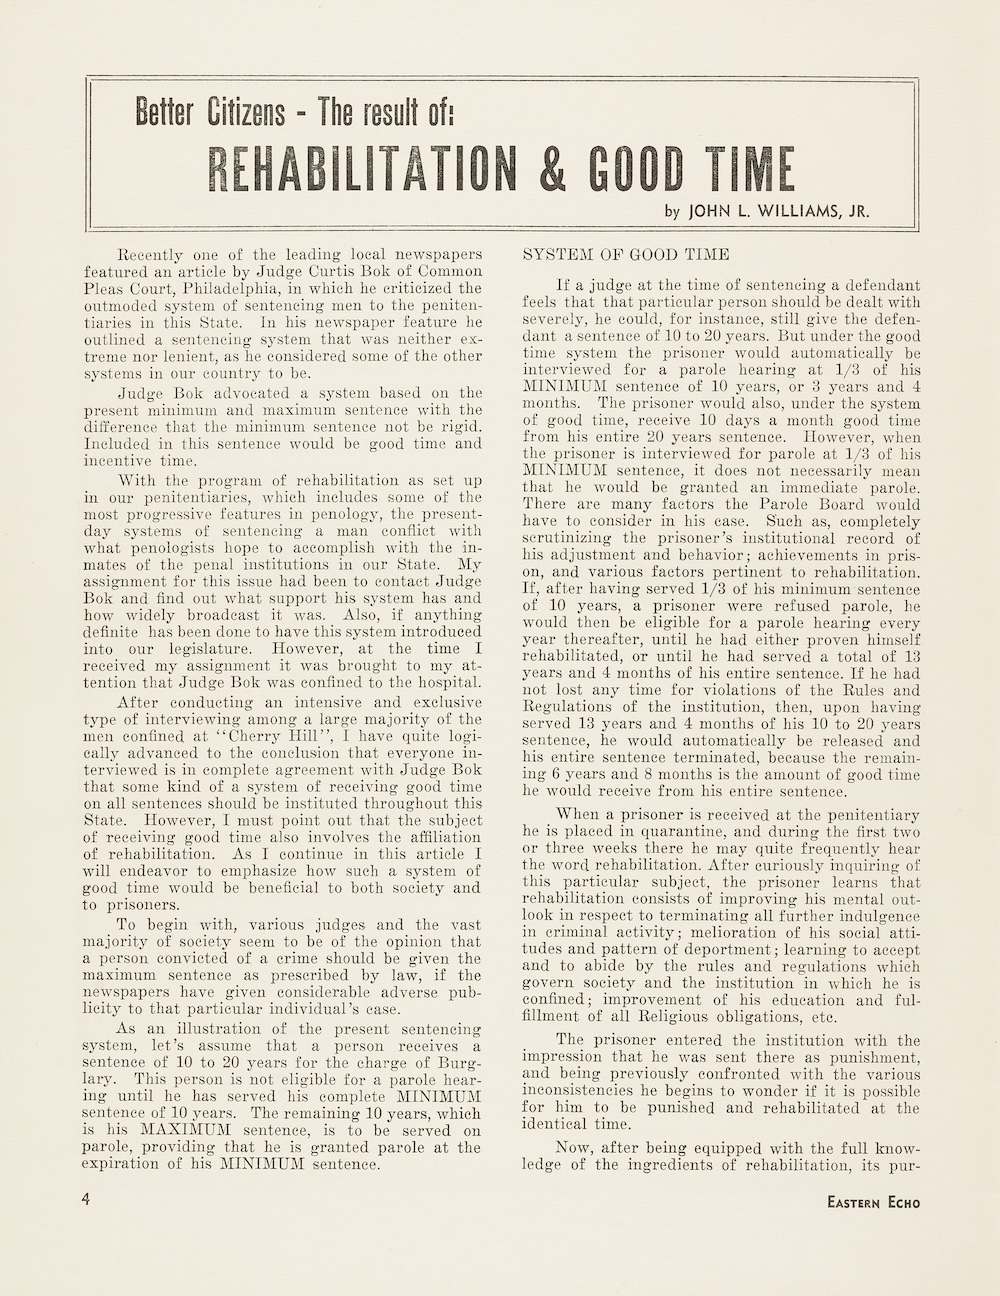 Better Citizens - The result of:
REHABILITATION & GOOD TIME
by JOHN L. WILLIAMS, JR.
Recently one of the leading local newspapers
featured an article by Judge Curtis Bok of Common
Pleas Court, Philadelphia, in which he criticized the
outmoded system of sentencing men to the peniten-
tiaries in this State. In his newspaper feature he
outlined a sentencing system that was neither ex-
treme nor lenient, as he considered some of the other
systems in our country to be.
Judge Bok advocated a system based on the
present minimum and maximum sentence with the
difference that the minimum sentence not be rigid.
Included in this sentence would be good time and
incentive time.
With the program of rehabilitation as set up
in our penitentiaries, which includes some of the
most progressive features in penology, the present-
day systems of sentencing a man conflict with
what penologists hope to accomplish with the in-
mates of the penal institutions in our State. My
assignment for this issue had been to contact Judge
Bok and find out what support his system has and
how widely broadcast it was. Also, if anything
definite has been done to have this system introduced
into our legislature. However, at the time I
received my assignment it was brought to my at-
tention that Judge Bok was confined to the hospital.
After conducting an intensive and exclusive
type of interviewing among a large majority of the
men confined at "Cherry Hill", I have quite logi-
cally advanced to the conclusion that everyone in-
terviewed is in complete agreement with Judge Bok
that some kind of a system of receiving good time
on all sentences should be instituted throughout this
State. However, I must point out that the subject
of receiving good time also involves the affiliation
of rehabilitation. As I continue in this article I
will endeavor to emphasize how such a system of
good time would be beneficial to both society and
to prisoners.
To begin with, various judges and the vast
majority of society seem to be of the opinion that
a person convicted of a crime should be given the
maximum sentence as prescribed by law, if the
newspapers have given considerable adverse pub-
licity to that particular individual's case.
As an illustration of the present sentencing
system, let's assume that a person receives a
sentence of 10 to 20 years for the charge of Burg-
lary. This person is not eligible for a parole hear-
ing until he has served his complete MINIMUM
sentence of 10 years. The remaining 10 years, which
is his MAXIMUM sentence, is to be served on
parole, providing that he is granted parole at the
expiration of his MINIMUM sentence.
SYSTEM OF GOOD TIME
If a judge at the time of sentencing a defendant
feels that that particular person should be dealt with
severely, he could, for instance, still give the defen-
dant a sentence of 10 to 20 years. But under the good
time system the prisoner would automatically be
interviewed for a parole hearing at 1/3 of his
MINIMUM sentence of 10 years, or 3 years and 4
months. The prisoner would also, under the system
of good time, receive 10 days a month good time
from his entire 20 years sentence. However, when
the prisoner is interviewed for parole at 1/3 of his
MINIMUM sentence, it does not necessarily mean
that he would be granted an immediate parole.
There are many factors the Parole Board would
have to consider in his case. Such as, completely
scrutinizing the prisoner's institutional record of
his adjustment and behavior; achievements in pris-
on, and various factors pertinent to rehabilitation.
If, after having served 1/3 of his minimum sentence
of 10 years, a prisoner were refused parole, he
would then be eligible for a parole hearing every
year thereafter, until he had either proven himself
rehabilitated, or until he had served a total of 13
years and 4 months of his entire sentence. If he had
not lost any time for violations of the Rules and
Regulations of the institution, then, upon having
served 13 years and 4 months of his 10 to 20 years
sentence, he would automatically be released and
his entire sentence terminated, because the remain-
ing 6 years and 8 months is the amount of good time
he would receive from his entire sentence.
When a prisoner is received at the penitentiary
he is placed in quarantine, and during the first two
or three weeks there he may quite frequently hear
the word rehabilitation. After curiously inquiring of
this particular subject, the prisoner learns that
rehabilitation consists of improving his mental out-
look in respect to terminating all further indulgence
in criminal activity; melioration of his social atti-
tudes and pattern of deportment; learning to accept
and to abide by the rules and regulations which
govern society and the institution in which he is
confined; improvement of his education and ful-
fillment of all Religious obligations, etc.
The prisoner entered the institution with the
impression that he was sent there as punishment,
and being previously confronted with the various
inconsistencies he begins to wonder if it is possible
for him to be punished and rehabilitated at the
identical time.
Now, after being equipped with the full know-
ledge of the ingredients of rehabilitation, its pur-
4
EASTERN ECHO